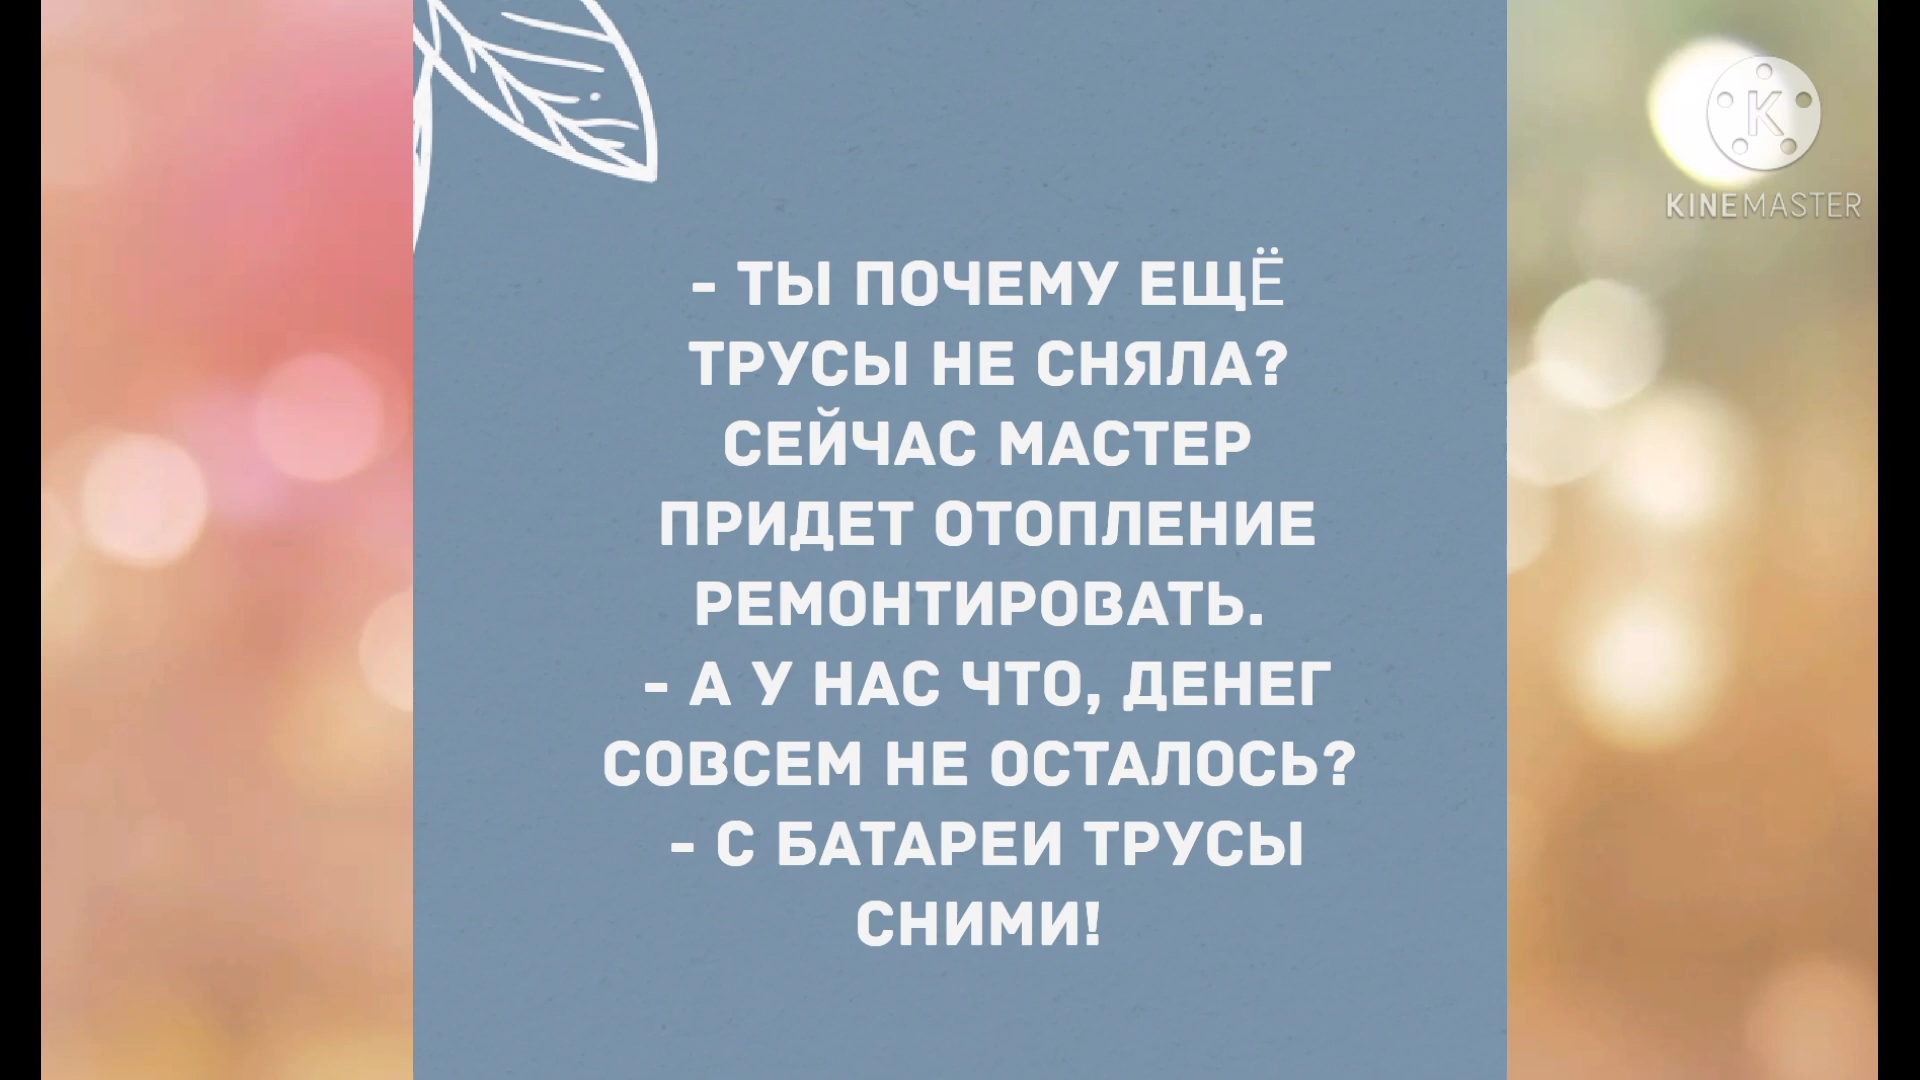 - ТЫ ПОЧЕМУ ЕЩЁ
ТРУСЫ НЕ СНЯЛА?
СЕЙЧАС МАСТЕР
ПРИДЕТ ОТОПЛЕНИЕ
РЕМОНТИРОВАТЬ.
- А У НАС ЧТО, ДЕНЕГ
СОВСЕМ НЕ ОСТАЛОСЬ?
- С БАТАРЕИ ТРУСЫ
СНИМИ!
K
KINEMASTER